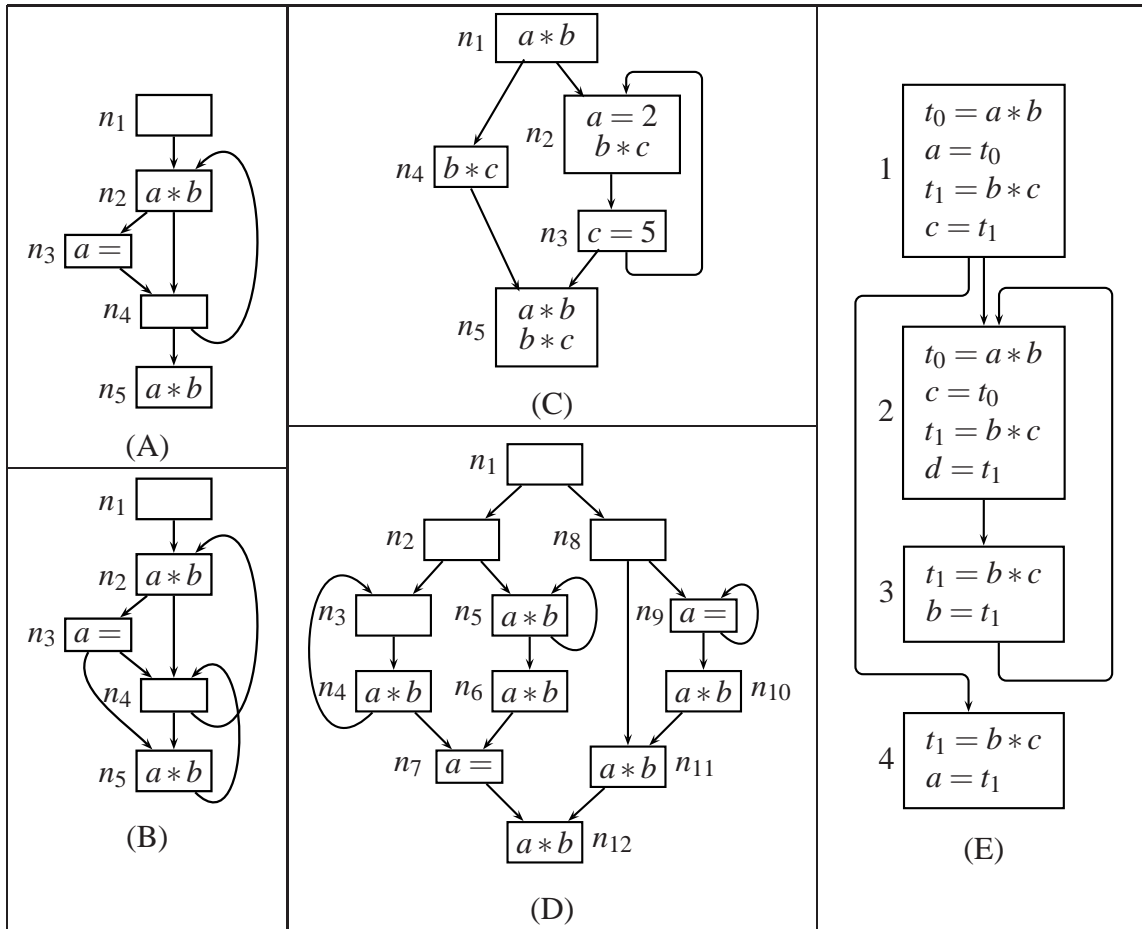 n1
n2 a ∗ b
n3 a =
n4
n5 a ∗ b
(A)
n1
n2 a ∗ b
n3 a =
n4
n5 a ∗ b
(B)
n1 a ∗ b
n2 a = 2
b ∗ c
n4 b ∗ c
n3 c = 5
n5 a ∗ b
b ∗ c
(C)
n1
n2
n8
n3
n5 a ∗ b
n9 a =
n4 a ∗ b
n6 a ∗ b
a ∗ b n10
n7 a =
a ∗ b n11
a ∗ b n12
(D)
1
t0 = a ∗ b
a = t0
t1 = b ∗ c
c = t1
2
t0 = a ∗ b
c = t0
t1 = b ∗ c
d = t1
3
t1 = b ∗ c
b = t1
4
t1 = b ∗ c
a = t1
(E)